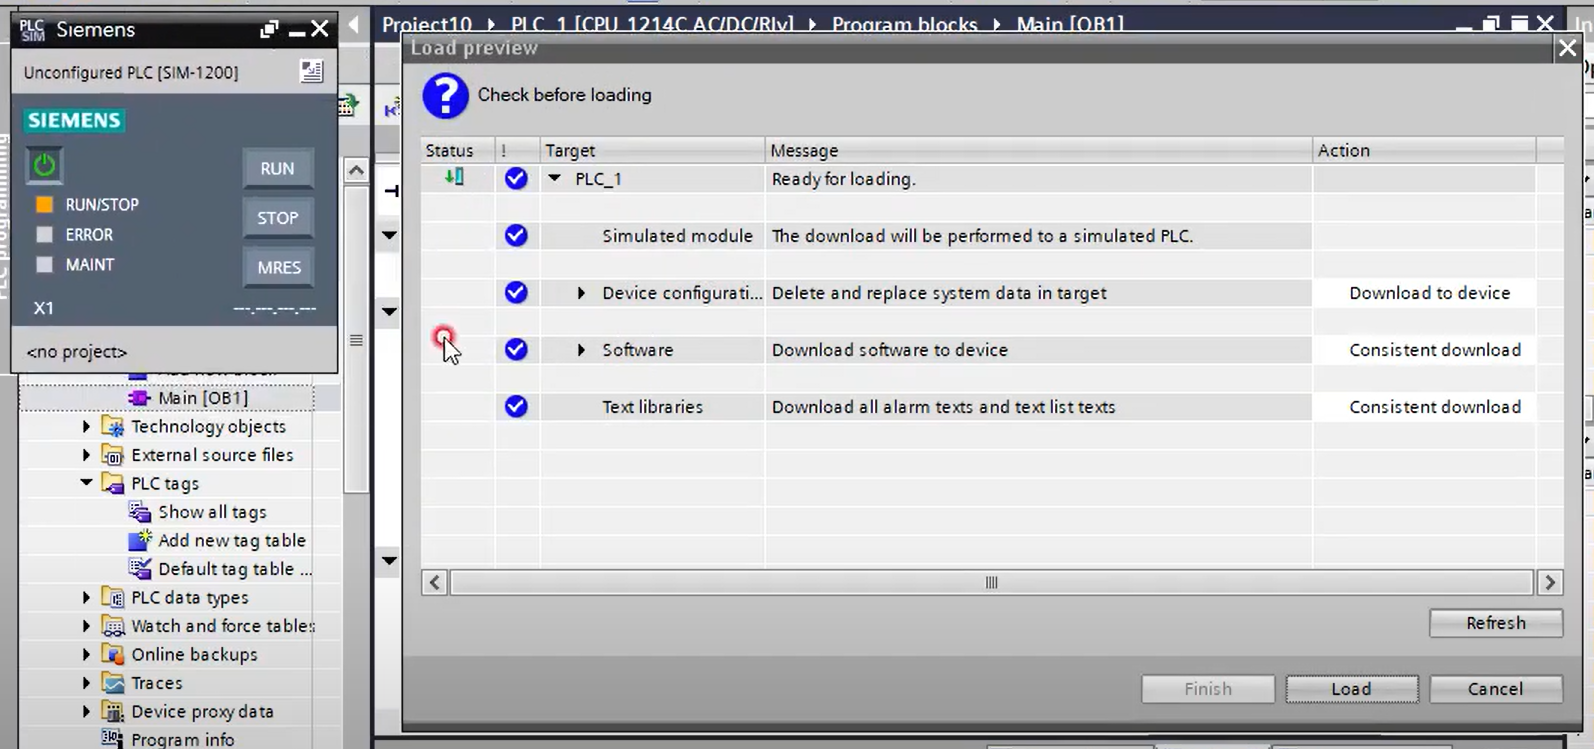 PLC SIM Siemens
Unconfigured PLC [SIM-1200]
SIEMENS
RUN
RUN/STOP
STOP
ERROR
MAINT
MRES
X1
---.---.---.---
<no project>
Main [OB1]
Technology objects
External source files
PLC tags
Show all tags
Add new tag table
Default tag table ...
PLC data types
Watch and force tables
Online backups
Traces
Device proxy data
Program info
Project10 PLC_1 [CPU 1214C AC/DC/Rly] Program blocks Main [OB1]
Load preview
? Check before loading
Status ! Target Message Action
PLC_1 Ready for loading.
Simulated module The download will be performed to a simulated PLC.
Device configurati... Delete and replace system data in target Download to device
Software Download software to device Consistent download
Text libraries Download all alarm texts and text list texts Consistent download
Refresh
Finish Load Cancel